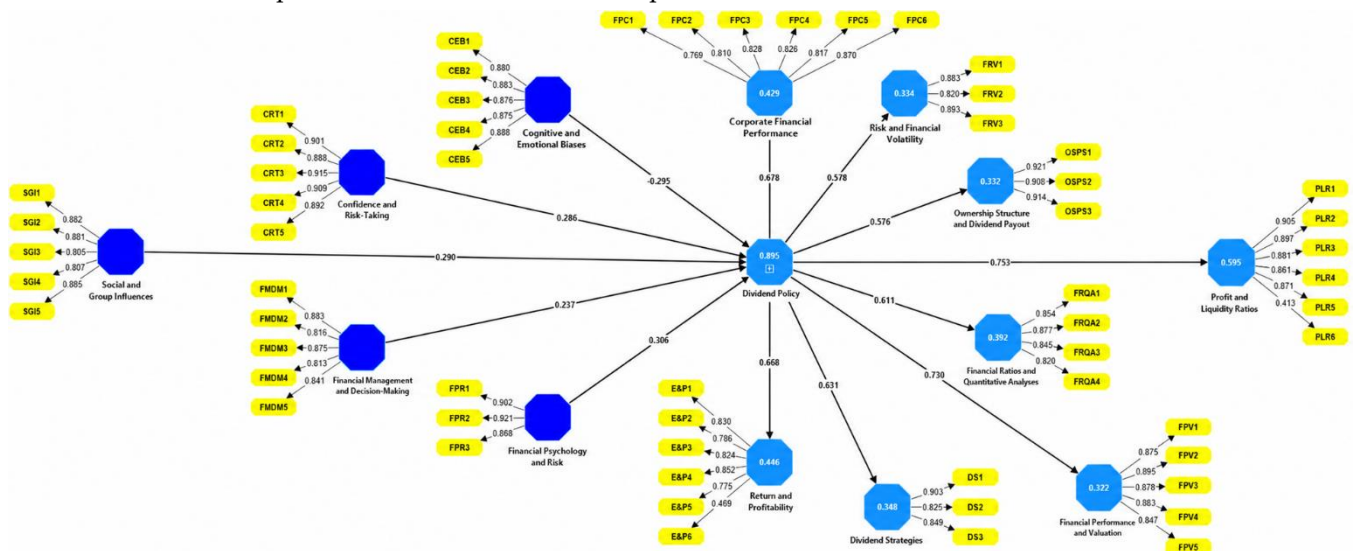 FPC1
FPC2
FPC3
FPC4
FPC5
FPC6
0.769
0.810
0.828
0.826
0.817
0.870
0.429
Corporate Financial
Performance
CEB1
CEB2
CEB3
CEB4
CEB5
0.880
0.883
0.876
0.875
0.888
Cognitive and
Emotional Biases
FRV1
FRV2
FRV3
0.883
0.820
0.893
0.334
Risk and Financial
Volatility
CRT1
CRT2
CRT3
CRT4
CRT5
0.901
0.888
0.915
0.909
0.892
Confidence and
Risk-Taking
OSPS1
OSPS2
OSPS3
0.921
0.908
0.914
0.332
Ownership Structure
and Dividend Payout
SGI1
SGI2
SGI3
SGI4
SGI5
0.882
0.881
0.805
0.807
0.885
Social and
Group Influences
-0.295
0.286
0.290
0.237
0.306
0.895
Dividend Policy
0.678
0.578
0.576
0.753
0.611
0.730
0.631
0.668
PLR1
PLR2
PLR3
PLR4
PLR5
PLR6
0.905
0.897
0.881
0.861
0.871
0.413
0.595
Profit and
Liquidity Ratios
FMDM1
FMDM2
FMDM3
FMDM4
FMDM5
0.883
0.816
0.875
0.813
0.841
Financial Management
and Decision-Making
FRQA1
FRQA2
FRQA3
FRQA4
0.854
0.877
0.845
0.820
0.392
Financial Ratios and
Quantitative Analyses
FPR1
FPR2
FPR3
0.902
0.921
0.868
Financial Psychology
and Risk
E&P1
E&P2
E&P3
E&P4
E&P5
E&P6
0.830
0.786
0.824
0.852
0.775
0.469
0.446
Return and
Profitability
DS1
DS2
DS3
0.903
0.825
0.849
0.348
Dividend Strategies
FPV1
FPV2
FPV3
FPV4
FPV5
0.875
0.895
0.878
0.883
0.847
0.322
Financial Performance
and Valuation